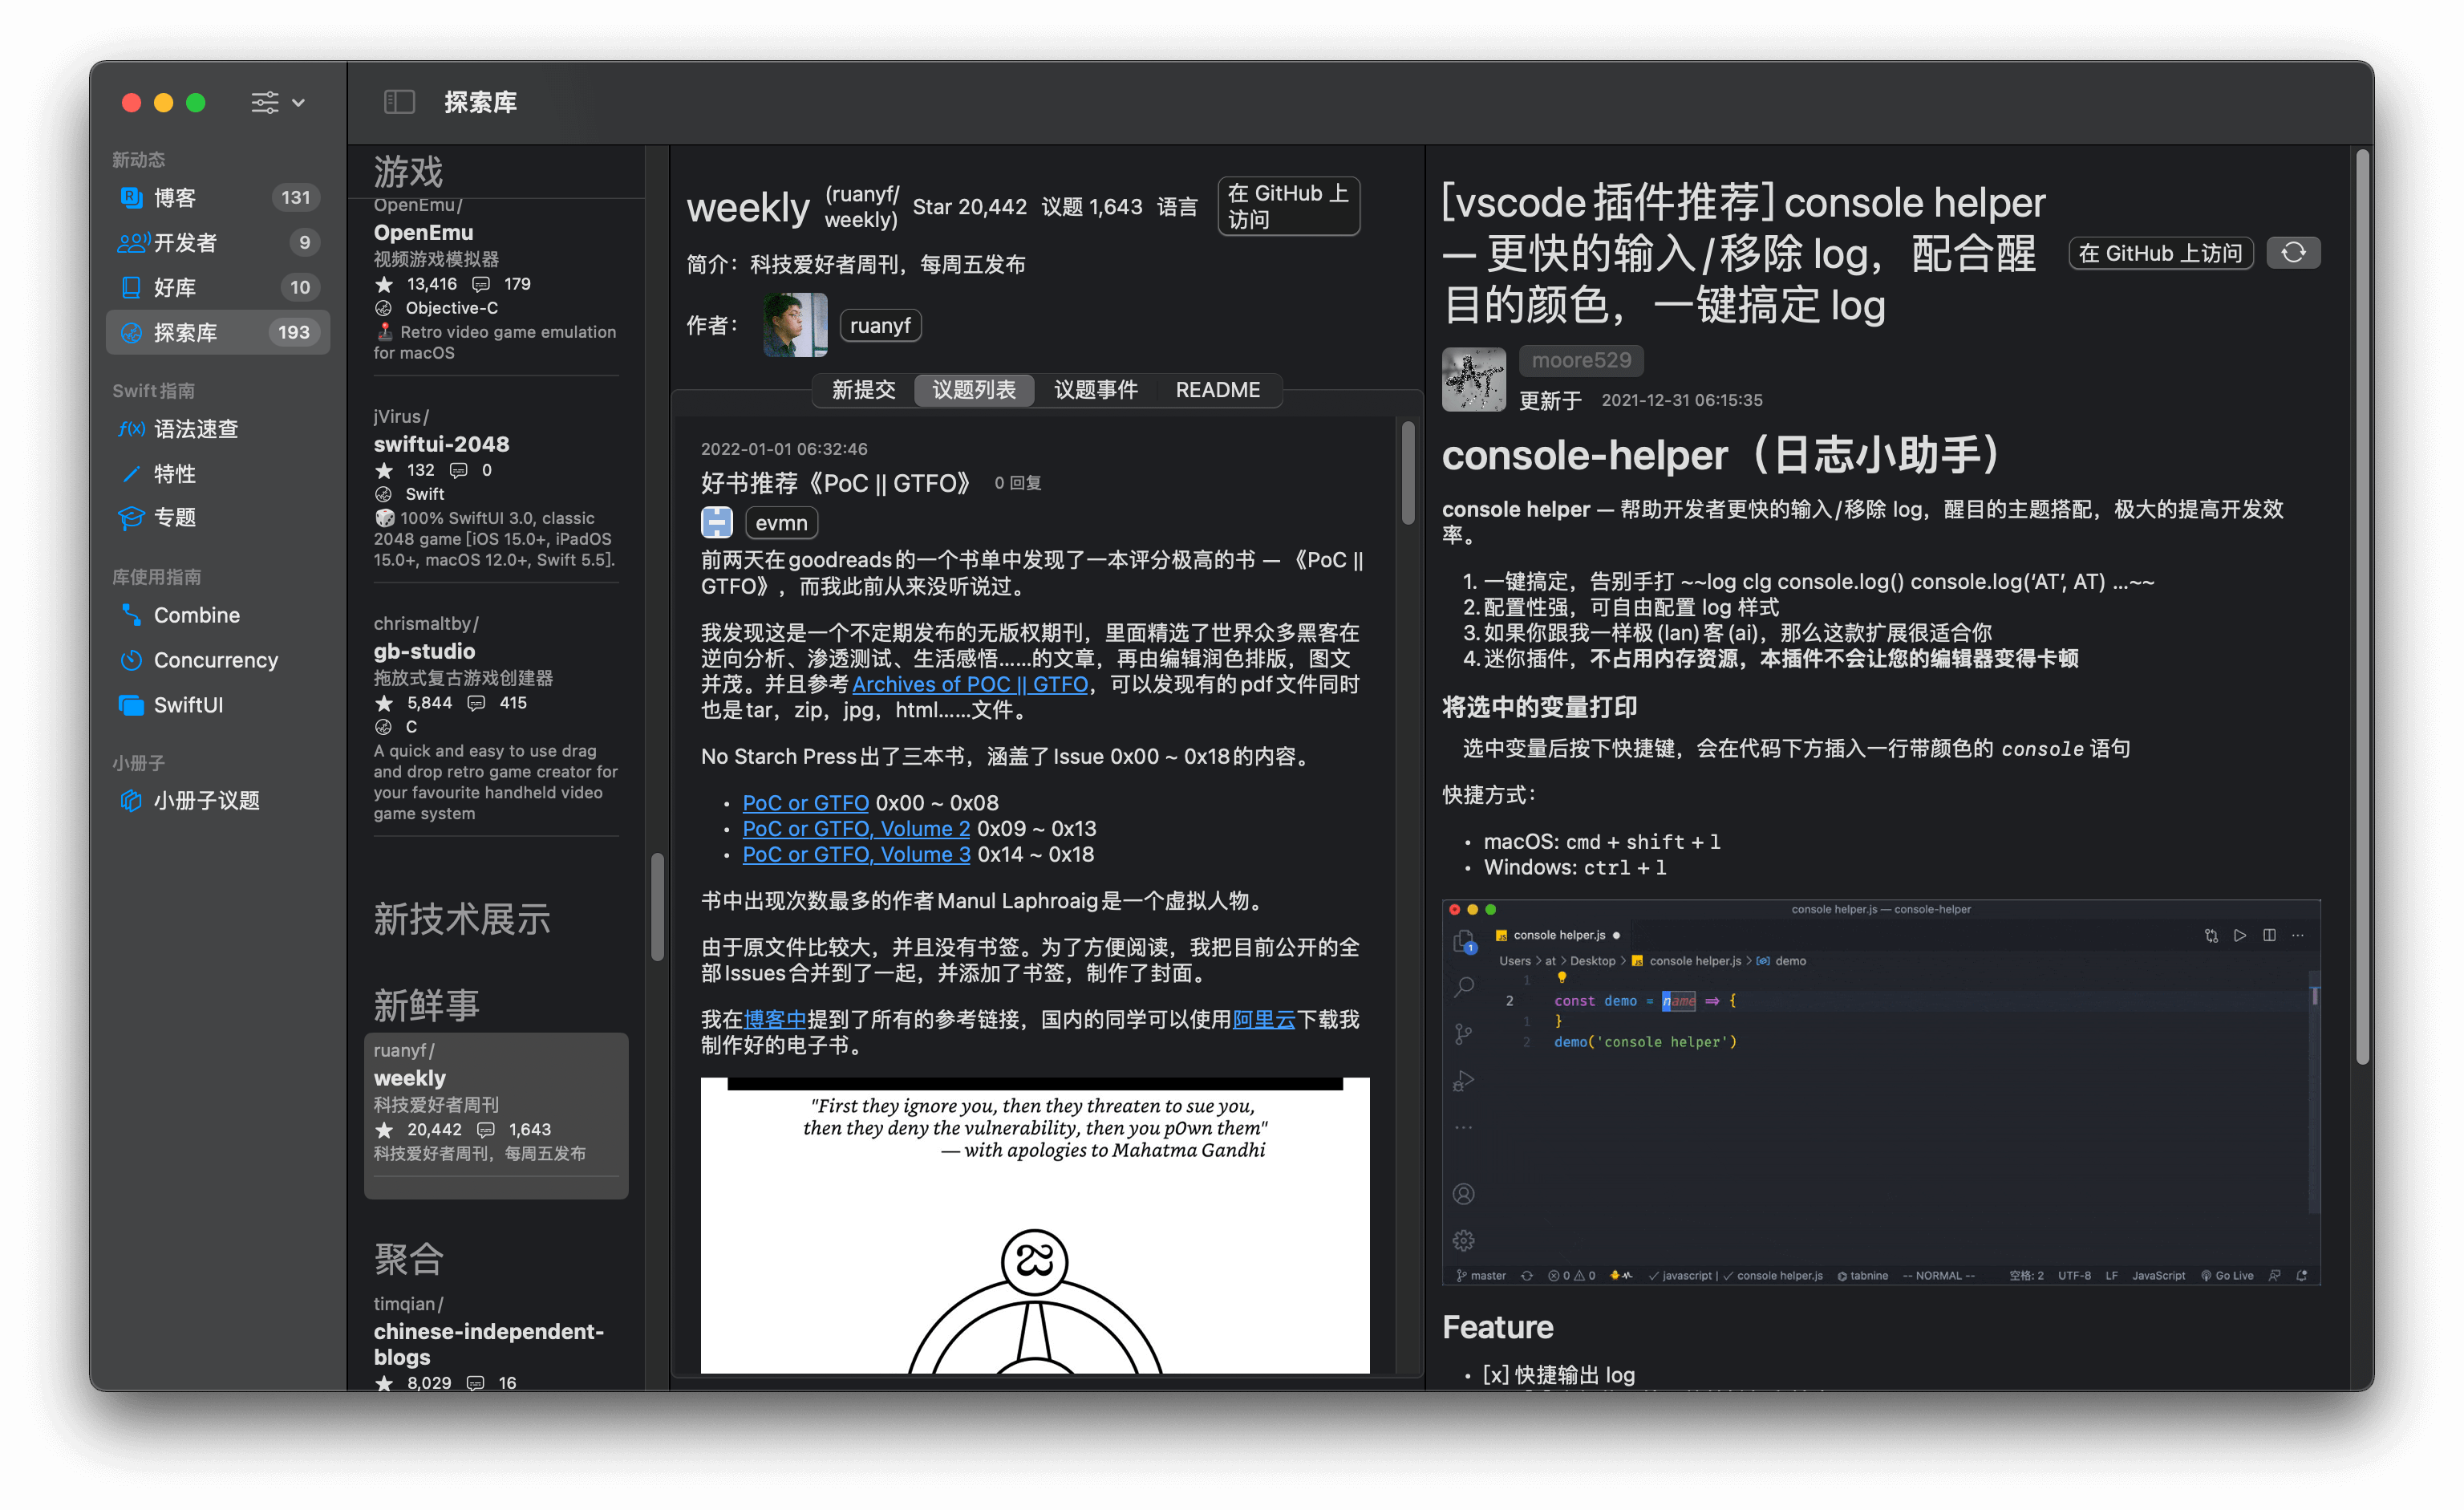 探索库
新动态
博客 131
开发者 9
好库 10
探索库 193
Swift指南
f(x) 语法速查
特性
专题
库使用指南
Combine
Concurrency
SwiftUI
小册子
小册子议题
游戏
OpenEmu/
OpenEmu
视频游戏模拟器
13,416 179
Objective-C
Retro video game emulation
for macOS
jVirus/
swiftui-2048
132 0
Swift
100% SwiftUI 3.0, classic
2048 game [iOS 15.0+, iPadOS
15.0+, macOS 12.0+, Swift 5.5].
chrismaltby/
gb-studio
拖放式复古游戏创建器
5,844 415
C
A quick and easy to use drag
and drop retro game creator for
your favourite handheld video
game system
新技术展示
新鲜事
ruanyf/
weekly
科技爱好者周刊
20,442 1,643
科技爱好者周刊，每周五发布
聚合
timqian/
chinese-independent-
blogs
8,029 16
weekly (ruanyf/
weekly) Star 20,442 议题 1,643 语言 在 GitHub 上
访问
简介：科技爱好者周刊，每周五发布
作者： ruanyf
新提交 议题列表 议题事件 README
2022-01-01 06:32:46
好书推荐《PoC || GTFO》 0 回复
evmn
前两天在goodreads的一个书单中发现了一本评分极高的书 — 《PoC ||
GTFO》，而我此前从来没听说过。
我发现这是一个不定期发布的无版权期刊，里面精选了世界众多黑客在
逆向分析、渗透测试、生活感悟……的文章，再由编辑润色排版，图文
并茂。并且参考Archives of POC || GTFO，可以发现有的pdf文件同时
也是tar，zip，jpg，html……文件。
No Starch Press出了三本书，涵盖了Issue 0x00 ~ 0x18的内容。
• PoC or GTFO 0x00 ~ 0x08
• PoC or GTFO, Volume 2 0x09 ~ 0x13
• PoC or GTFO, Volume 3 0x14 ~ 0x18
书中出现次数最多的作者Manul Laphroaig是一个虚拟人物。
由于原文件比较大，并且没有书签。为了方便阅读，我把目前公开的全
部Issues合并到了一起，并添加了书签，制作了封面。
我在博客中提到了所有的参考链接，国内的同学可以使用阿里云下载我
制作好的电子书。
"First they ignore you, then they threaten to sue you,
then they deny the vulnerability, then you p0wn them"
— with apologies to Mahatma Gandhi
[vscode插件推荐] console helper
— 更快的输入/移除 log，配合醒
目的颜色，一键搞定 log
在 GitHub 上访问
moore529
更新于 2021-12-31 06:15:35
console-helper（日志小助手）
console helper — 帮助开发者更快的输入/移除 log，醒目的主题搭配，极大的提高开发效
率。
1. 一键搞定，告别手打 ~~log clg console.log() console.log(‘AT’, AT) ...~~
2. 配置性强，可自由配置 log 样式
3. 如果你跟我一样极(lan)客(ai)，那么这款扩展很适合你
4. 迷你插件，不占用内存资源，本插件不会让您的编辑器变得卡顿
将选中的变量打印
选中变量后按下快捷键，会在代码下方插入一行带颜色的 console 语句
快捷方式：
• macOS: cmd + shift + l
• Windows: ctrl + l
console helper.js — console-helper
1
JS console helper.js
Users > at > Desktop > JS console helper.js > demo
1
2 const demo = name => {
1 }
2 demo('console helper')
master 0 0 javascript | console helper.js tabnine -- NORMAL -- 空格: 2 UTF-8 LF JavaScript Go Live
Feature
• [x] 快捷输出 log